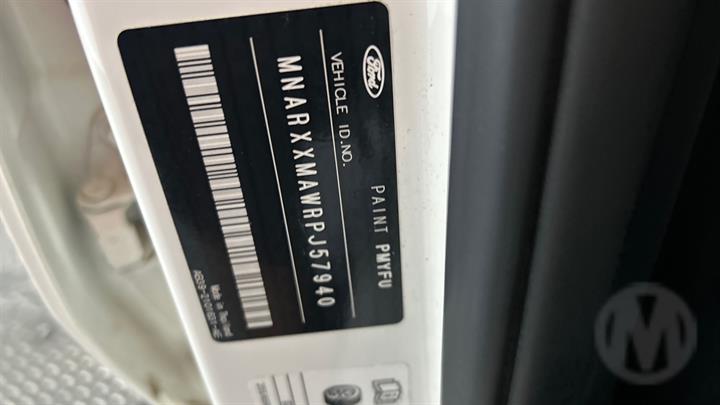 Ford
PAINT PMYFU
VEHICLE ID.NO.
MNARXXMAWRPJ57940
Made in Thailand
M